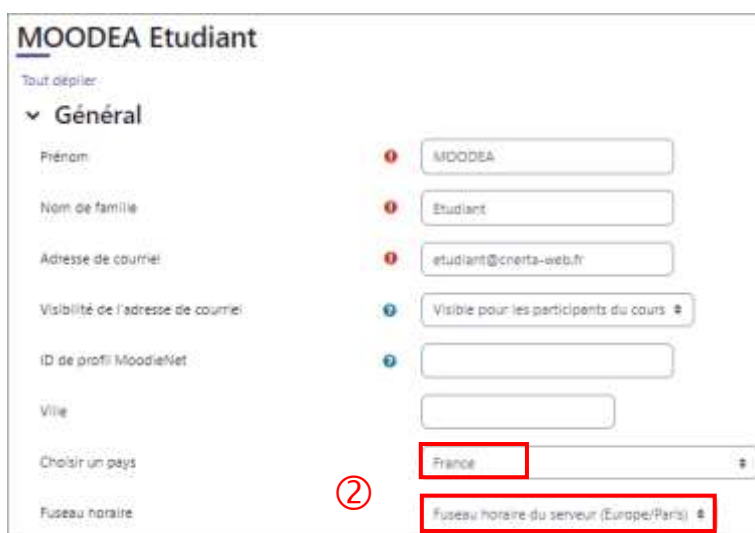 MOODEA Etudiant
Tout déplier
Général
Prénom
MOODEA
Nom de famille
Etudiant
Adresse de courriel
etudiant@cnerta-web.fr
Visibilité de l'adresse de courriel
Visible pour les participants du cours
ID de profil MoodleNet
Ville
Choisir un pays
France
②
Fuseau horaire
Fuseau horaire du serveur (Europe/Paris)